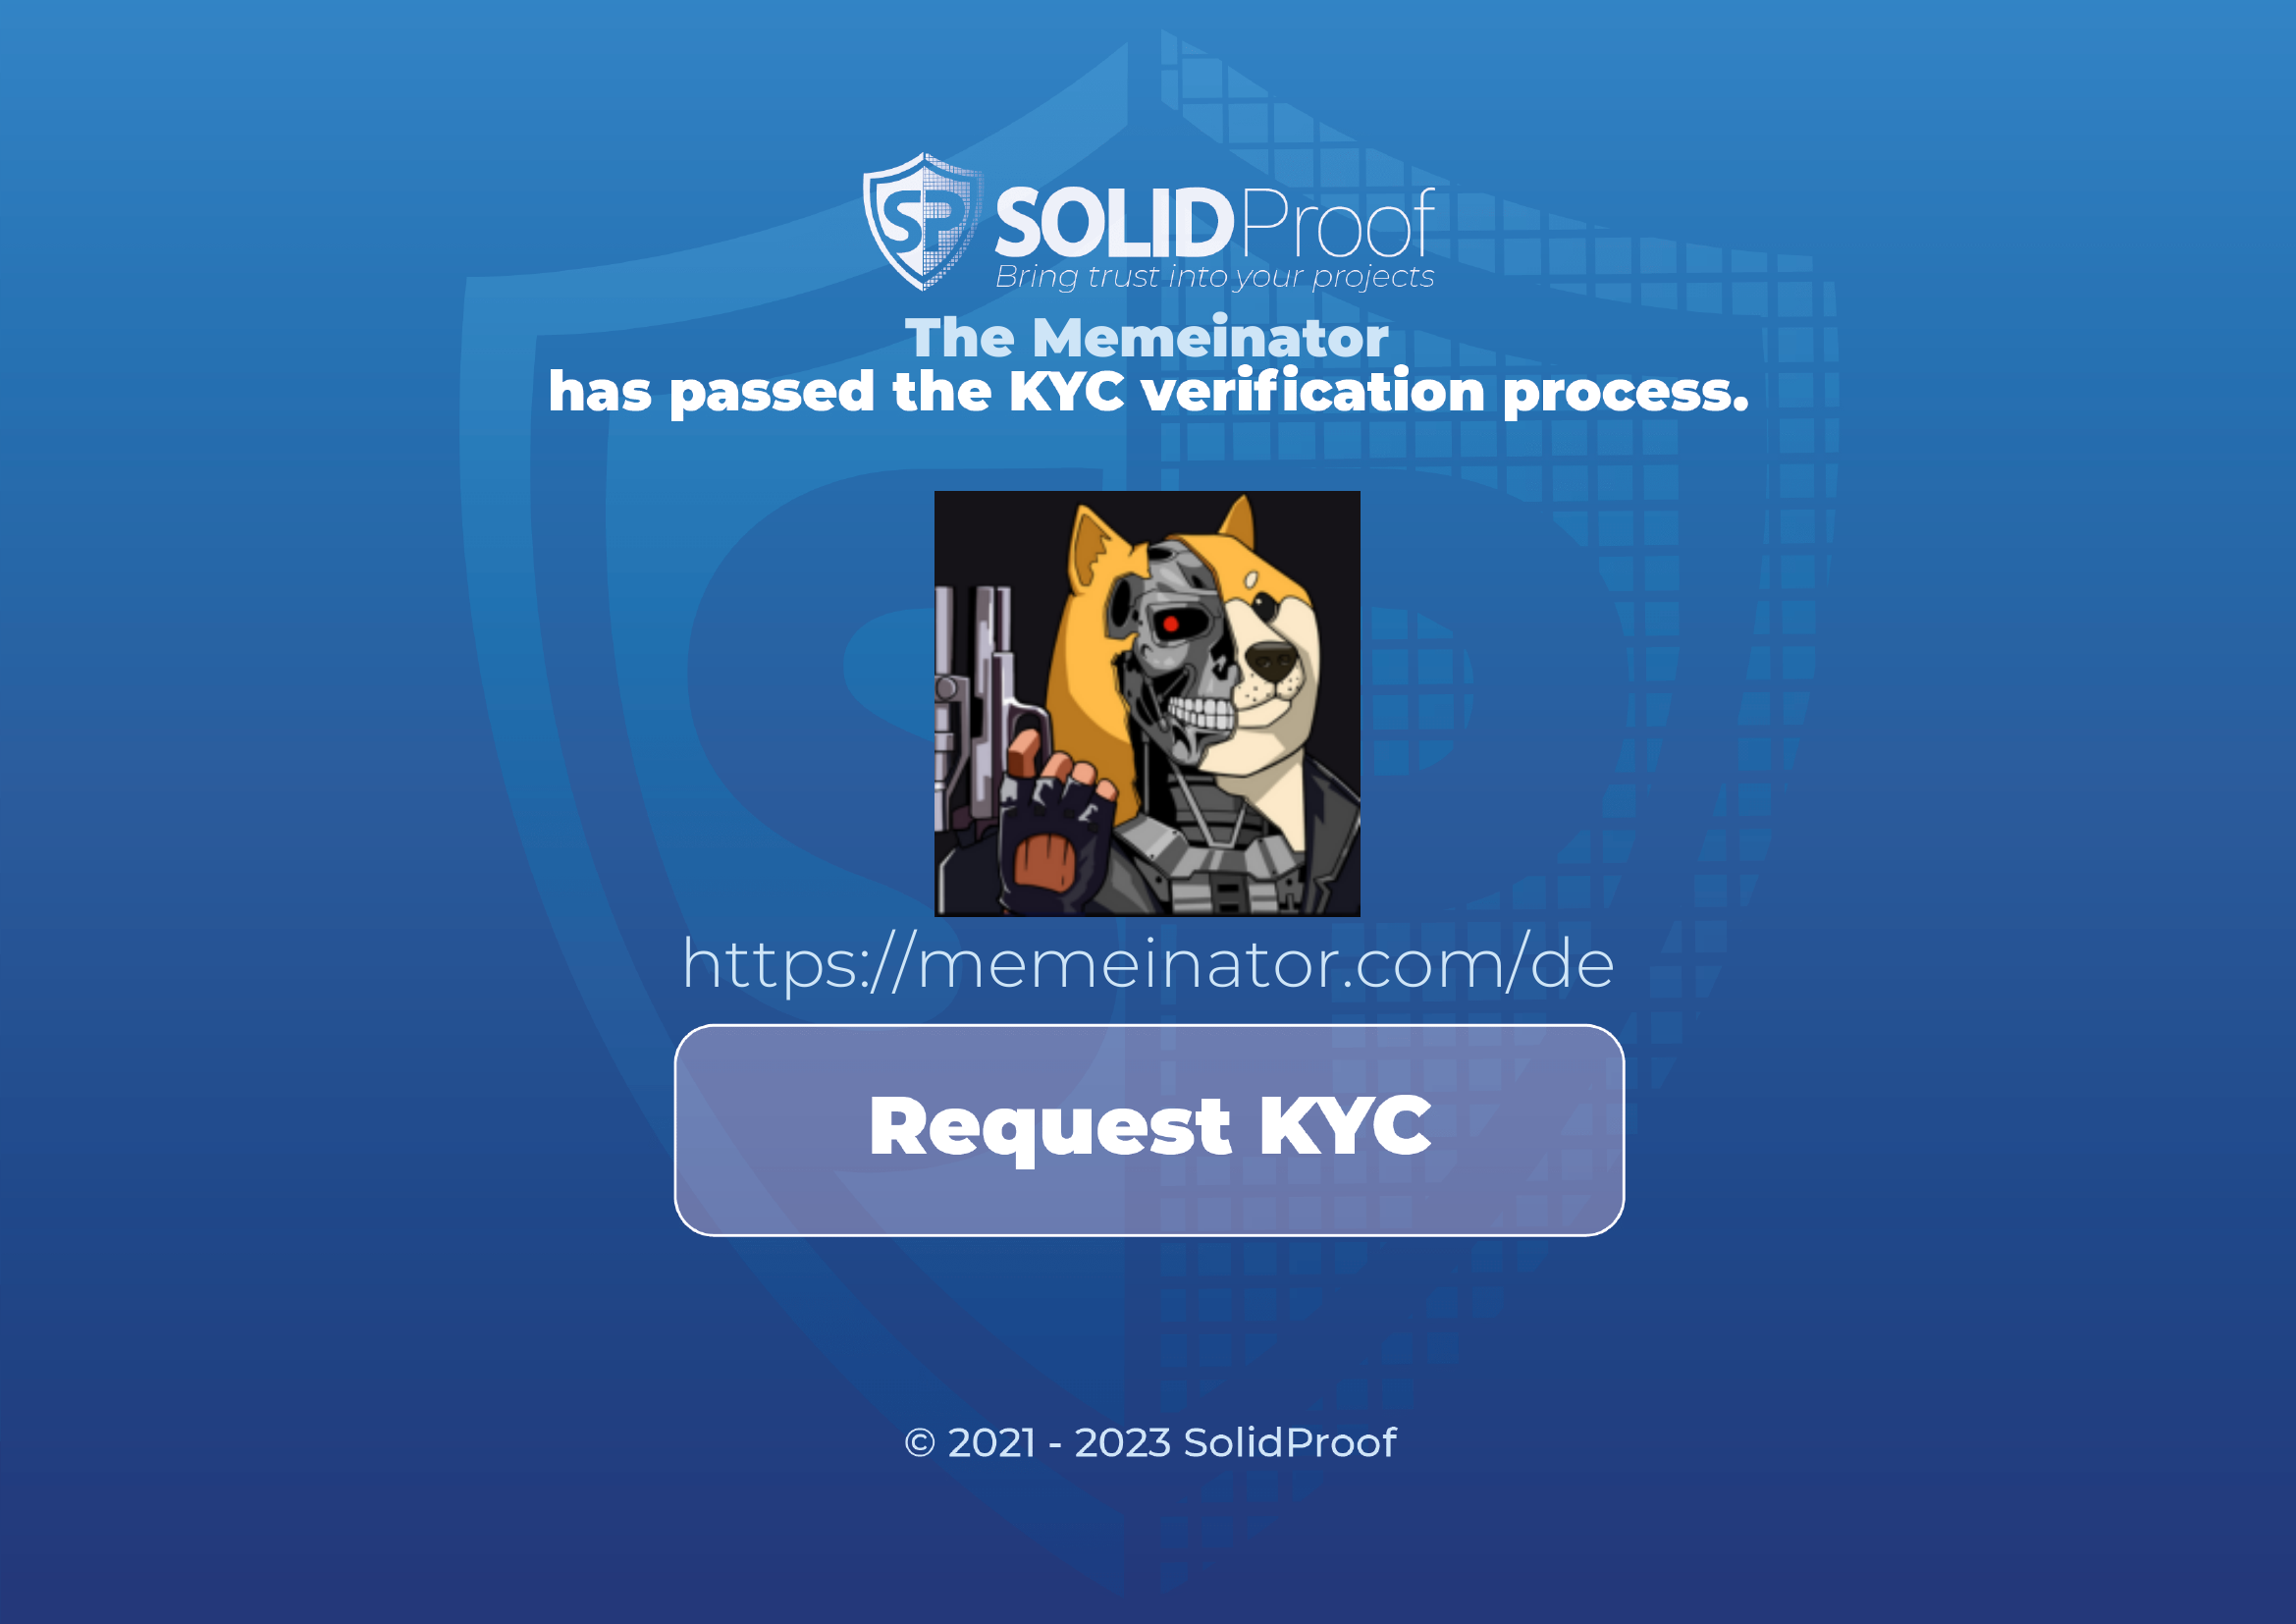 SP SOLIDProof
Bring trust into your projects
The Memeinator
has passed the KYC verification process.
https://memeinator.com/de
Request KYC
© 2021 - 2023 SolidProof